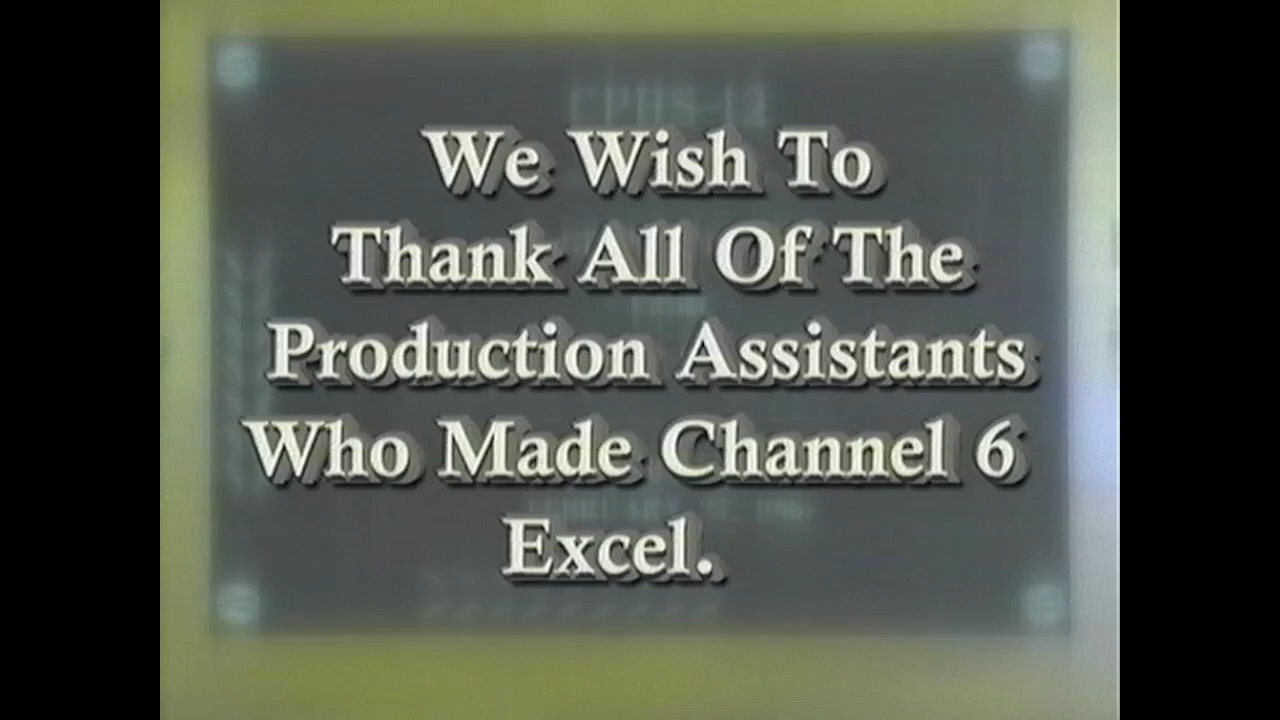 We Wish To
Thank All Of The
Production Assistants
Who Made Channel 6
Excel.